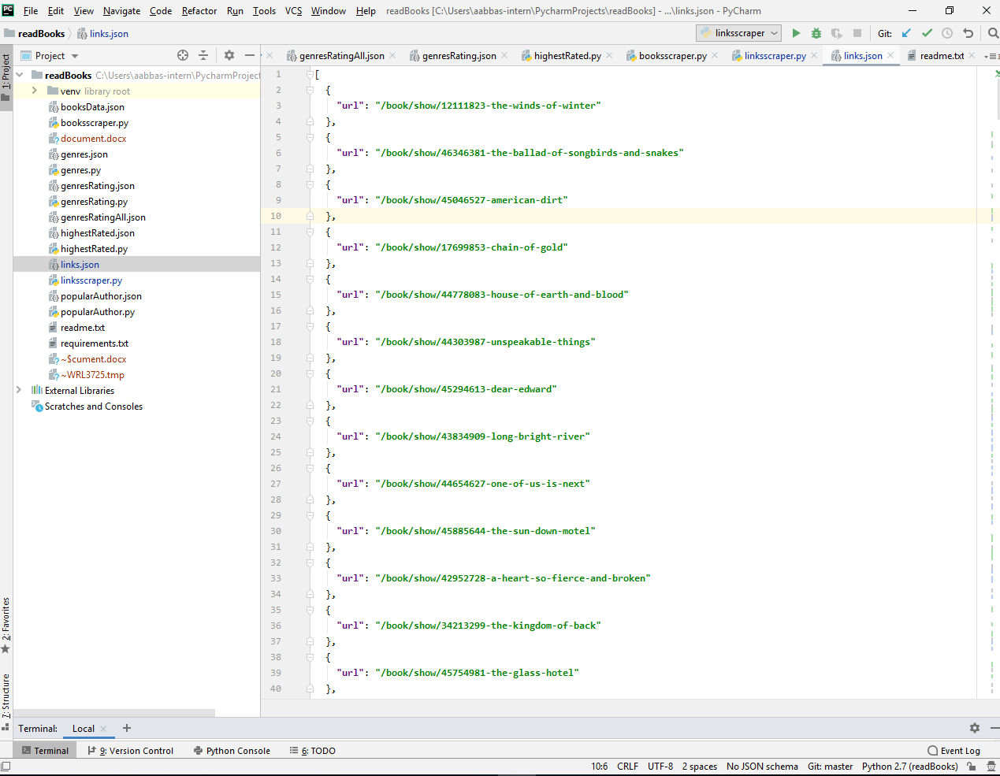 PC File Edit View Navigate Code Refactor Run Tools VCS Window Help readBooks [C:\Users\aabbas-intern\PycharmProjects\readBooks] - ...\links.json - PyCharm
readBooks links.json linksscraper Git:
1: Project
Project
genresRatingAll.json genresRating.json highestRated.py booksscraper.py linksscraper.py links.json readme.txt
readBooks C:\Users\aabbas-intern\PycharmProject
venv library root
booksData.json
booksscraper.py
document.docx
genres.json
genres.py
genresRating.json
genresRating.py
genresRatingAll.json
highestRated.json
highestRated.py
links.json
linksscraper.py
popularAuthor.json
popularAuthor.py
readme.txt
requirements.txt
~$cument.docx
~WRL3725.tmp
External Libraries
Scratches and Consoles
1 [
2 {
3 "url": "/book/show/12111823-the-winds-of-winter"
4 },
5 {
6 "url": "/book/show/46346381-the-ballad-of-songbirds-and-snakes"
7 },
8 {
9 "url": "/book/show/45046527-american-dirt"
10 },
11 {
12 "url": "/book/show/17699853-chain-of-gold"
13 },
14 {
15 "url": "/book/show/44778083-house-of-earth-and-blood"
16 },
17 {
18 "url": "/book/show/44303987-unspeakable-things"
19 },
20 {
21 "url": "/book/show/45294613-dear-edward"
22 },
23 {
24 "url": "/book/show/43834909-long-bright-river"
25 },
26 {
27 "url": "/book/show/44654627-one-of-us-is-next"
28 },
29 {
30 "url": "/book/show/45885644-the-sun-down-motel"
31 },
32 {
33 "url": "/book/show/42952728-a-heart-so-fierce-and-broken"
34 },
35 {
36 "url": "/book/show/34213299-the-kingdom-of-back"
37 },
38 {
39 "url": "/book/show/45754981-the-glass-hotel"
40 },
2: Favorites
7: Structure
Terminal: Local +
Terminal 9: Version Control Python Console 6: TODO Event Log
10:6 CRLF UTF-8 2 spaces No JSON schema Git: master Python 2.7 (readBooks)